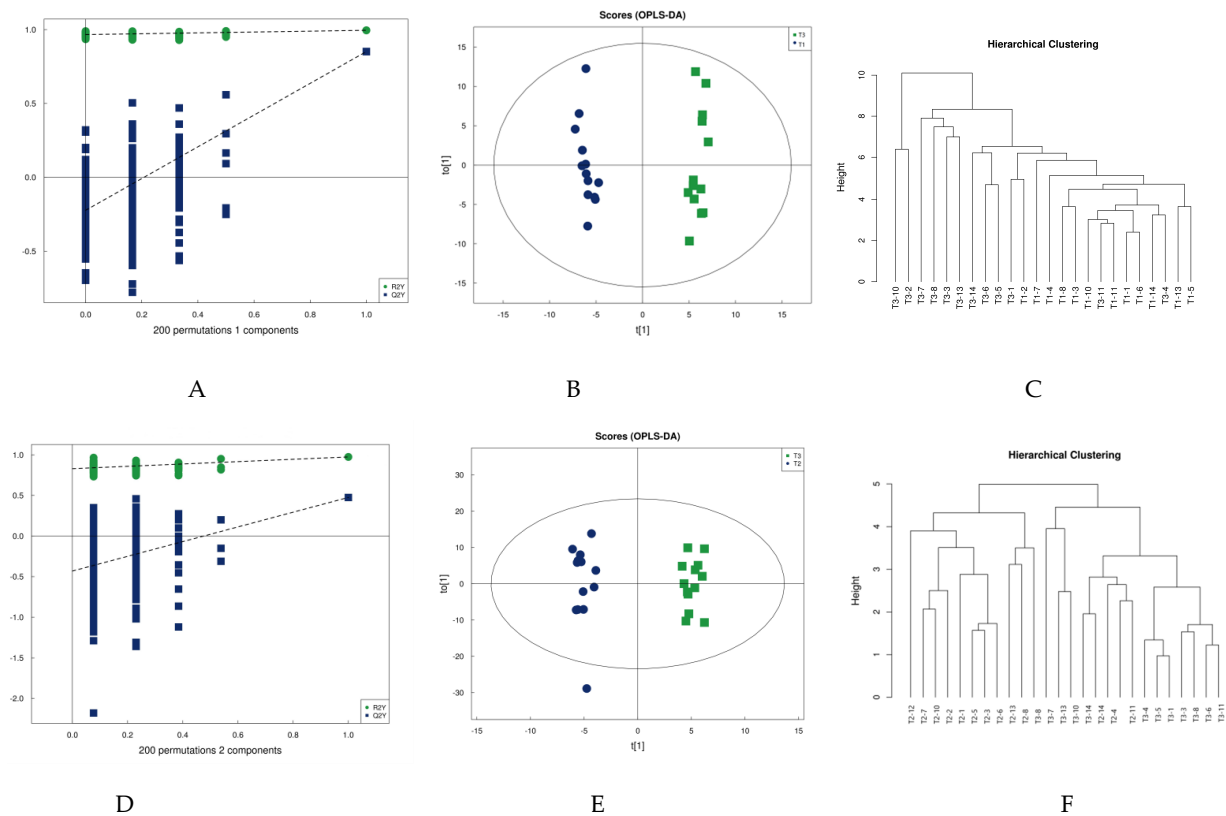 1.0
0.5
0.0
-0.5
0.0 0.2 0.4 0.6 0.8 1.0
200 permutations 1 components
R2Y
Q2Y
Scores (OPLS-DA)
T3
T1
15
10
5
0
-5
-10
-15
to[1]
-15 -10 -5 0 5 10 15
t[1]
Hierarchical Clustering
Height
10
8
6
4
2
0
T3-10 T3-2 T3-7 T3-8 T3-3 T3-13 T3-14 T3-6 T3-5 T3-1 T1-2 T1-7 T1-4 T1-8 T1-3 T1-10 T3-11 T1-11 T1-1 T1-6 T1-14 T3-4 T1-13 T1-5
A B C
1.0
0.5
0.0
-0.5
-1.0
-1.5
-2.0
0.0 0.2 0.4 0.6 0.8 1.0
200 permutations 2 components
R2Y
Q2Y
Scores (OPLS-DA)
T3
T2
30
20
10
0
-10
-20
-30
to[1]
-15 -10 -5 0 5 10 15
t[1]
Hierarchical Clustering
Height
5
4
3
2
1
0
T2-12 T2-7 T2-10 T2-2 T2-1 T2-5 T2-3 T2-6 T2-13 T2-8 T3-8 T3-7 T3-13 T3-10 T3-14 T2-14 T2-4 T2-11 T3-4 T3-5 T3-1 T3-3 T3-8 T3-6 T3-11
D E F